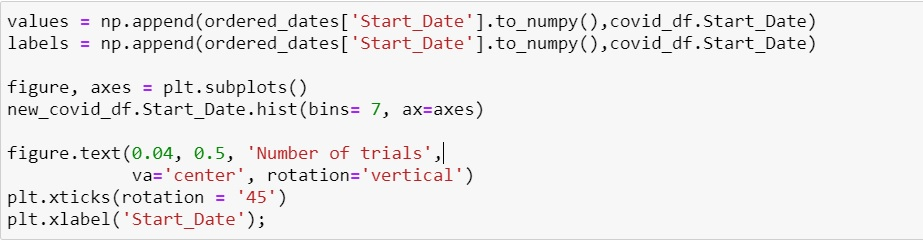 values = np.append(ordered_dates['Start_Date'].to_numpy(),covid_df.Start_Date)
labels = np.append(ordered_dates['Start_Date'].to_numpy(),covid_df.Start_Date)
figure, axes = plt.subplots()
new_covid_df.Start_Date.hist(bins= 7, ax=axes)
figure.text(0.04, 0.5, 'Number of trials',
            va='center', rotation='vertical')
plt.xticks(rotation = '45')
plt.xlabel('Start_Date');